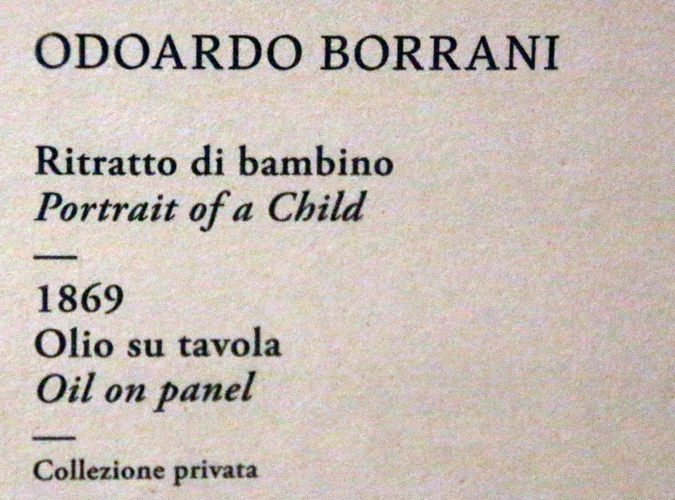 ODOARDO BORRANI
Ritratto di bambino
Portrait of a Child
1869
Olio su tavola
Oil on panel
Collezione privata